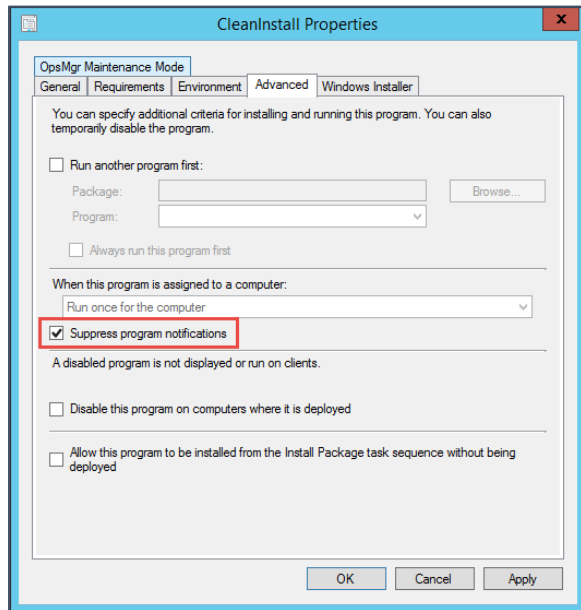 CleanInstall Properties
x
OpsMgr Maintenance Mode
General Requirements Environment Advanced Windows Installer
You can specify additional criteria for installing and running this program. You can also
temporarily disable the program.
Run another program first:
Package: Browse...
Program:
Always run this program first
When this program is assigned to a computer:
Run once for the computer
Suppress program notifications
A disabled program is not displayed or run on clients.
Disable this program on computers where it is deployed
Allow this program to be installed from the Install Package task sequence without being
deployed
OK Cancel Apply